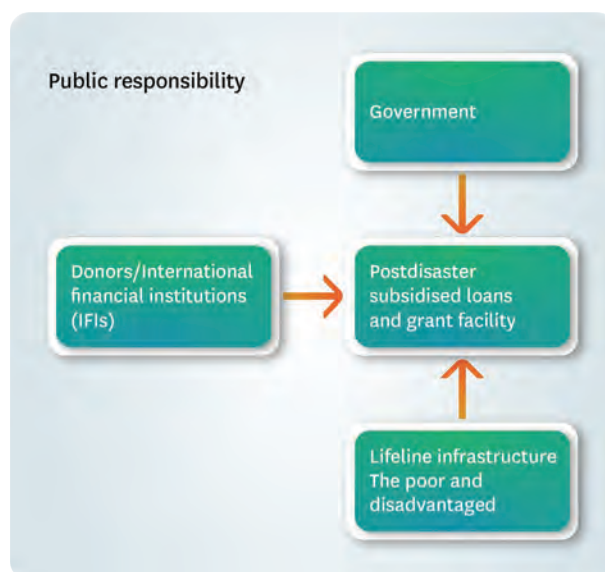 Public responsibility
Government
Donors/International
financial institutions
(IFIs)
Postdisaster
subsidised loans
and grant facility
Lifeline infrastructure
The poor and
disadvantaged